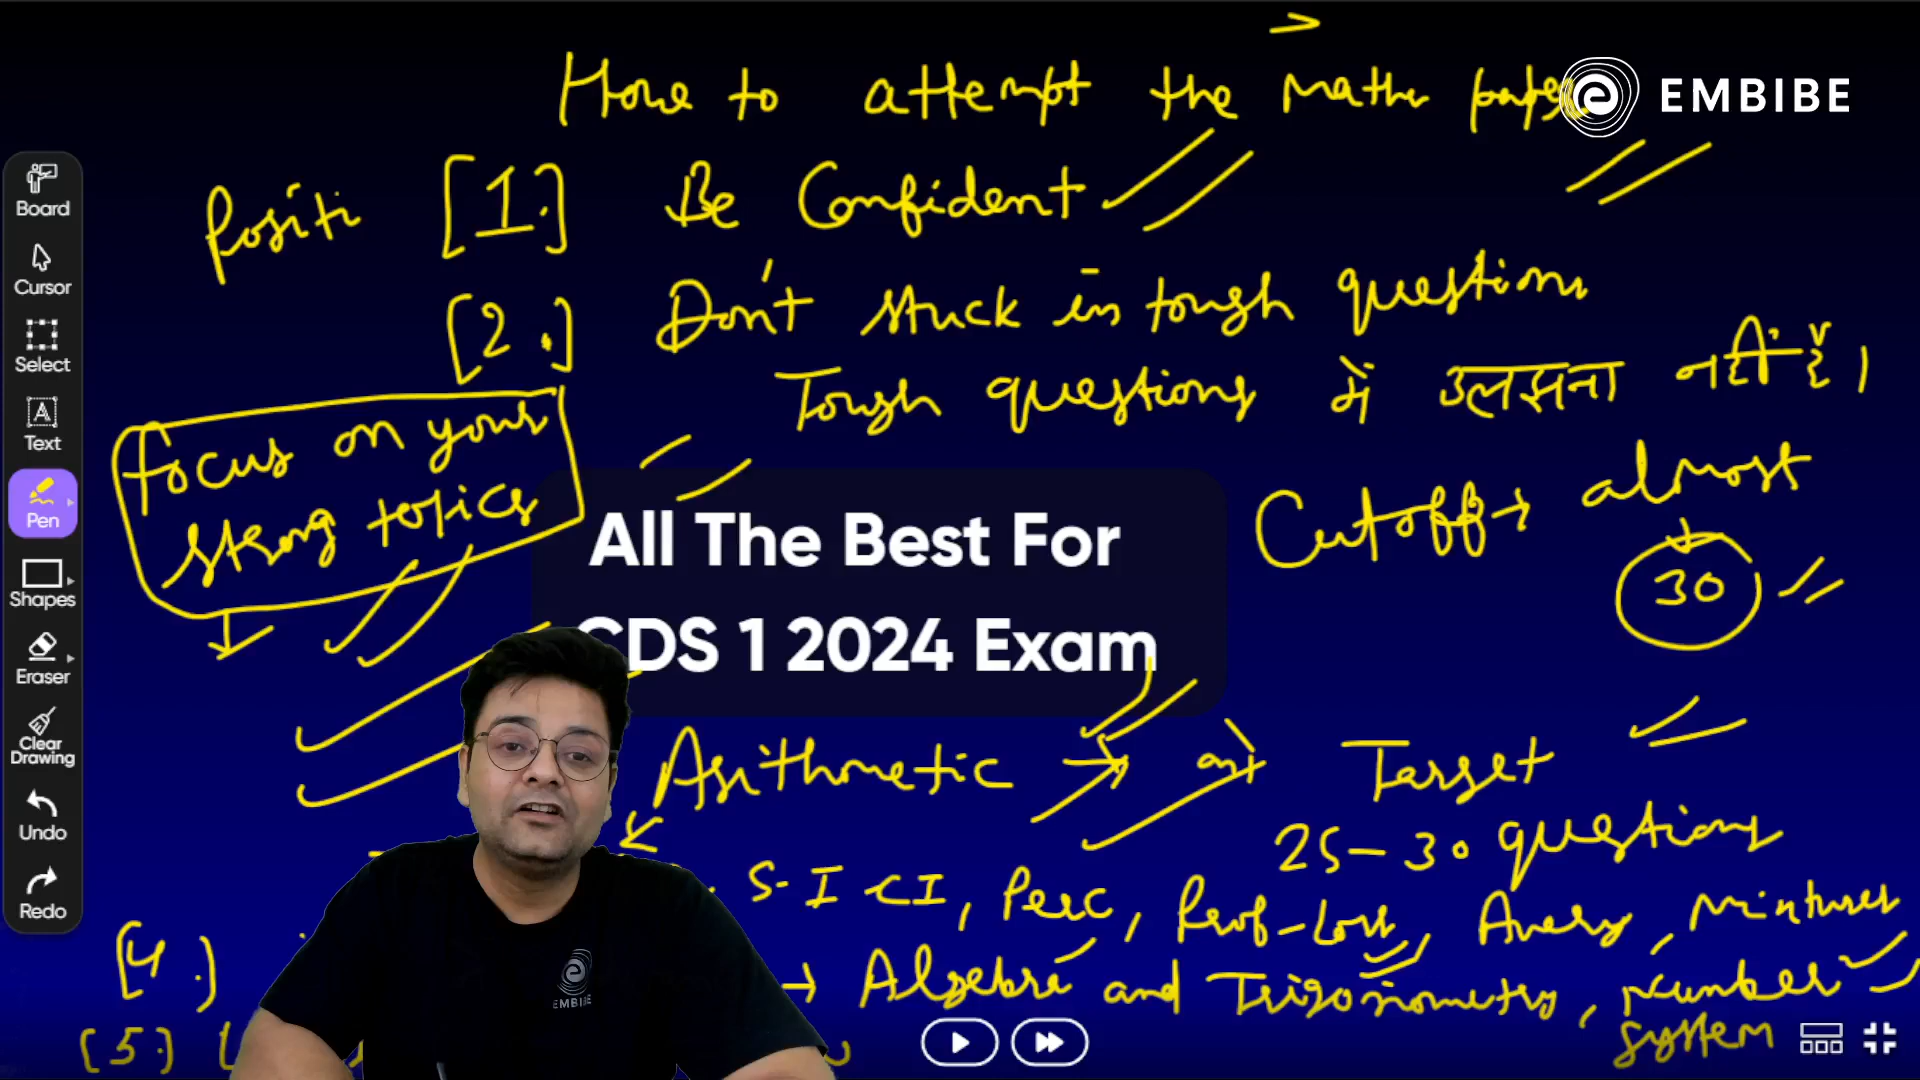 How to attempt the Maths paper
EMBIBE
Positi [1.] Be Confident
[2.] Don't stuck in tough questions
Tough questions में उलझना नहीं है।
focus on your
strong topics
Cutoff → almost
30
All The Best For
CDS 1 2024 Exam
Arithmetic → Target
25-30 questions
S-I CI, Perc, Prof-Loss, Averg, Mixtures
[4.] → Algebra and Trigonometry, Number
system
[5.]
EMBIBE
Board
Cursor
Select
Text
Pen
Shapes
Eraser
Clear
Drawing
Undo
Redo